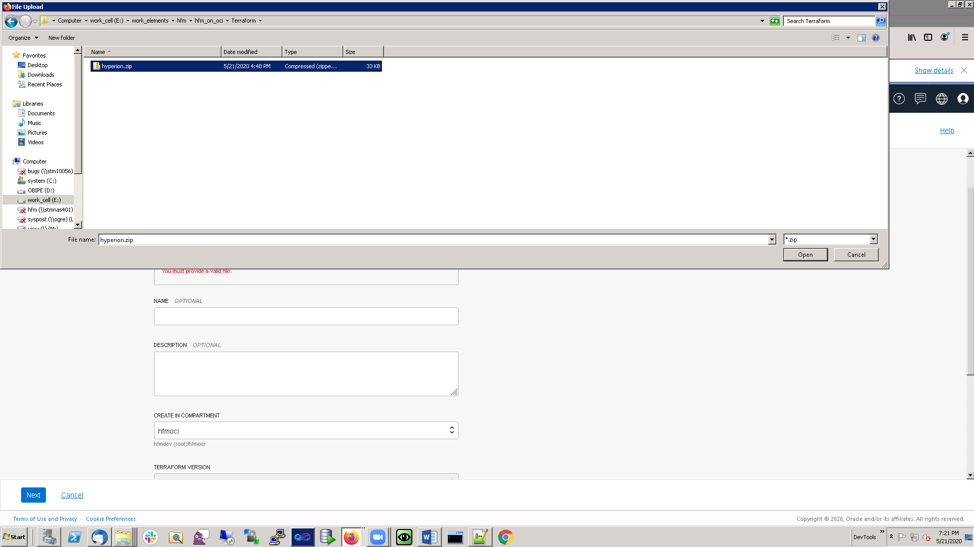 File Upload
Computer ▸ work_cell (E:) ▸ work_elements ▸ hfm ▸ hfm_on_oci ▸ Terraform
Search Terraform
Organize
New folder
Name
Date modified
Type
Size
Favorites
Desktop
Downloads
Recent Places
Libraries
Documents
Music
Pictures
Videos
Computer
bugs (\\stm10056)
system (C:)
OBIPE (D:)
work_cell (E:)
hfm (\\stmnas401)
syspost (\\ogre) (L
hyperion.zip
5/21/2020 4:48 PM
Compressed (zippe...
33 KB
File name:
hyperion.zip
*.zip
Open
Cancel
Show details
Help
You must provide a valid file.
NAME OPTIONAL
DESCRIPTION OPTIONAL
CREATE IN COMPARTMENT
hfmoci
hfmdev (root)/hfmoci
TERRAFORM VERSION
Next
Cancel
Terms of Use and Privacy
Cookie Preferences
Copyright © 2020, Oracle and/or its affiliates. All rights reserved.
Start
DevTools
7:21 PM
5/21/2020